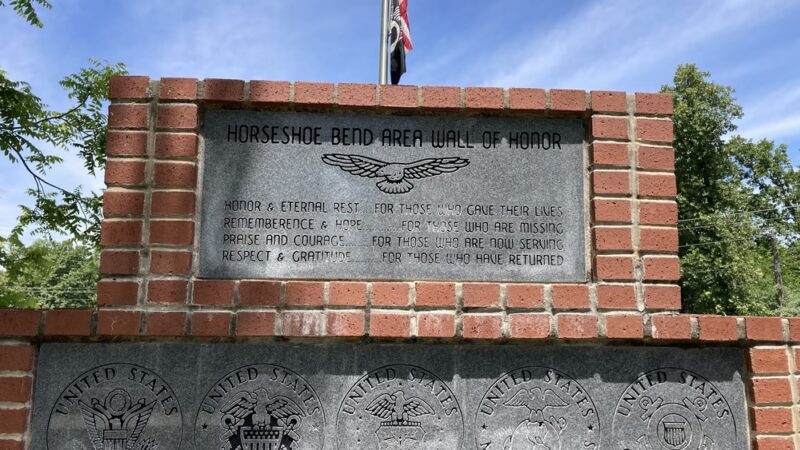 HORSESHOE BEND AREA WALL OF HONOR
HONOR & ETERNAL REST....FOR THOSE WHO GAVE THEIR LIVES
REMEMBERENCE & HOPE..........FOR THOSE WHO ARE MISSING
PRAISE AND COURAGE......FOR THOSE WHO ARE NOW SERVING
RESPECT & GRATITUDE..........FOR THOSE WHO HAVE RETURNED
UNITED STATES
UNITED STATES
UNITED STATES
UNITED STATES
UNITED STATES